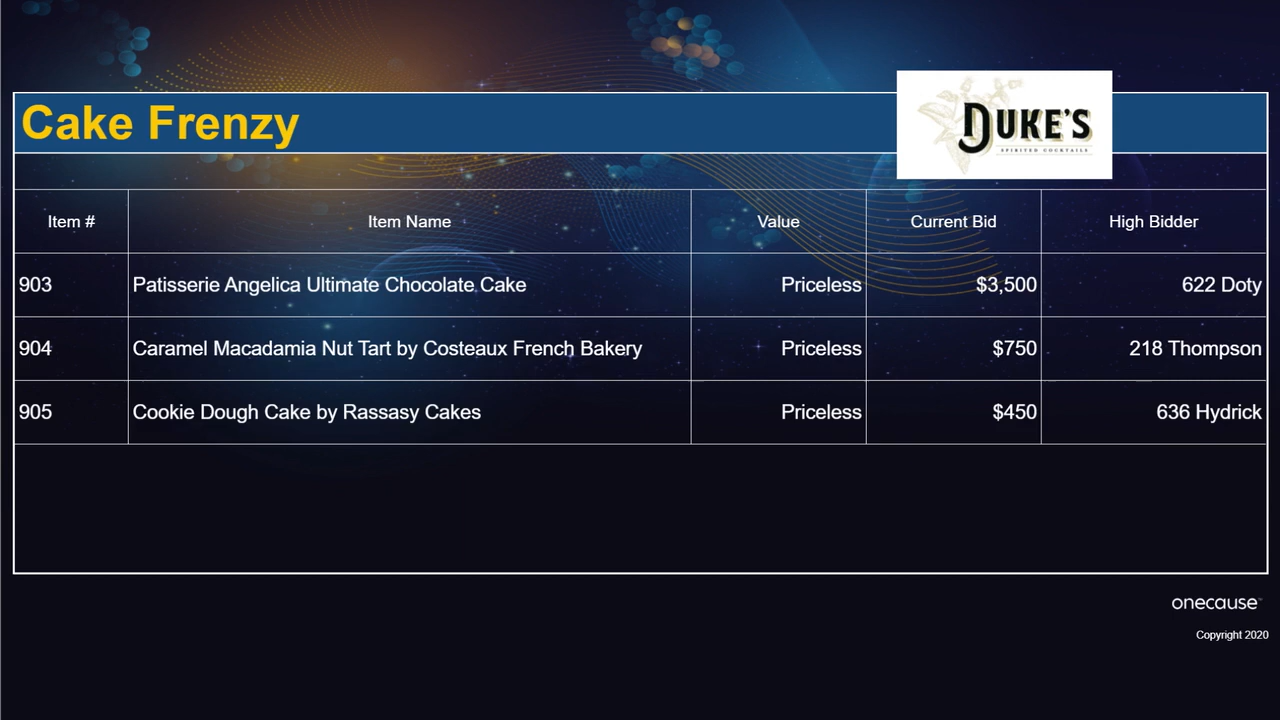 Cake Frenzy
DUKE'S
SPIRITED COCKTAILS
Item # Item Name Value Current Bid High Bidder
903 Patisserie Angelica Ultimate Chocolate Cake Priceless $3,500 622 Doty
904 Caramel Macadamia Nut Tart by Costeaux French Bakery Priceless $750 218 Thompson
905 Cookie Dough Cake by Rassasy Cakes Priceless $450 636 Hydrick
onecause™
Copyright 2020